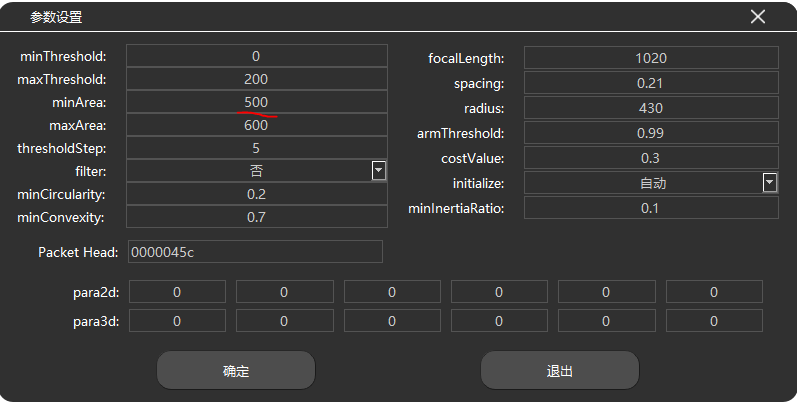 参数设置
minThreshold: 0
maxThreshold: 200
minArea: 500
maxArea: 600
thresholdStep: 5
filter: 否
minCircularity: 0.2
minConvexity: 0.7
focalLength: 1020
spacing: 0.21
radius: 430
armThreshold: 0.99
costValue: 0.3
initialize: 自动
minInertiaRatio: 0.1
Packet Head: 0000045c
para2d: 0 0 0 0 0 0
para3d: 0 0 0 0 0 0
确定 退出